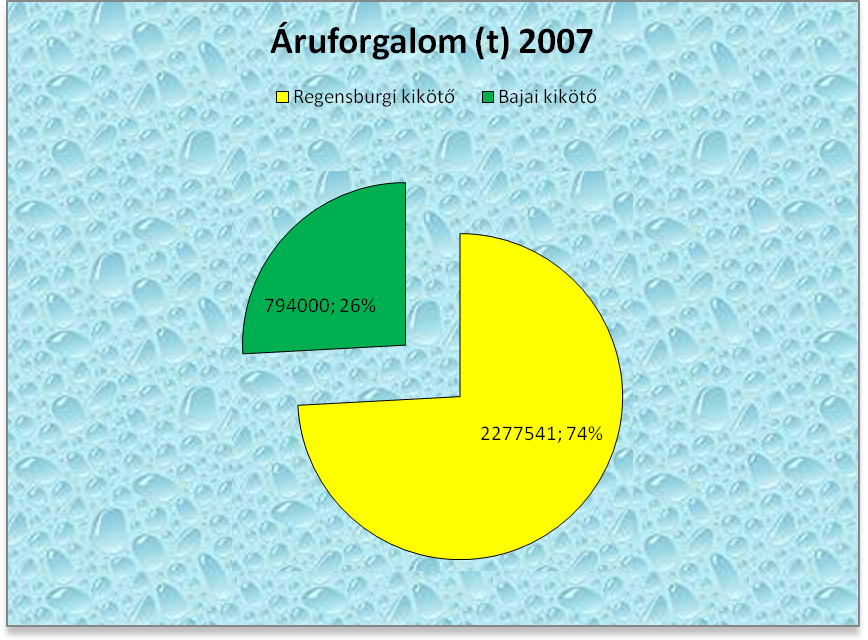 Áruforgalom (t) 2007
Regensburgi kikötő Bajai kikötő
794000; 26%
2277541; 74%